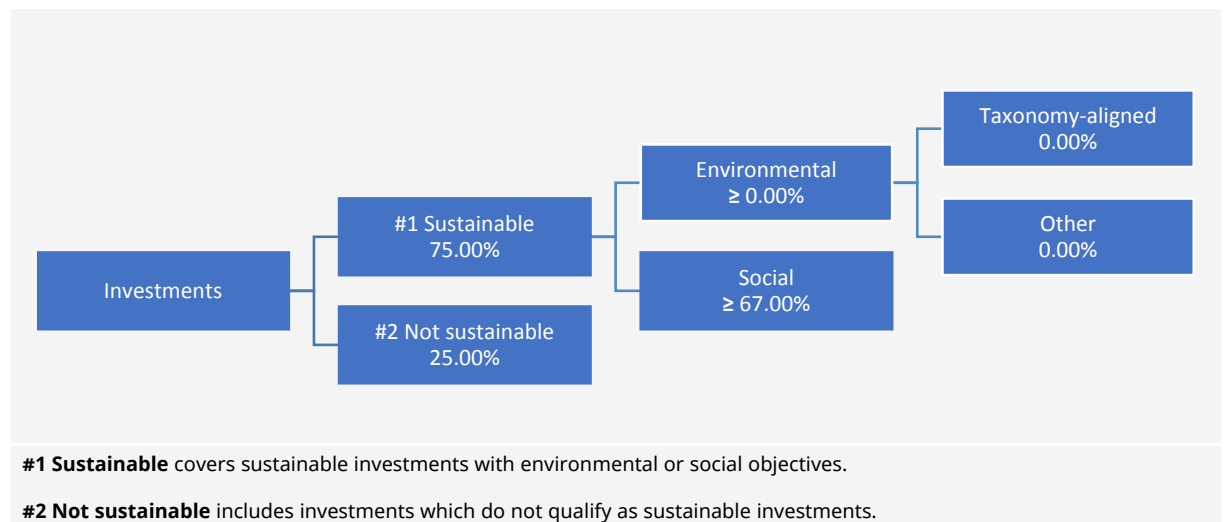 Investments
#1 Sustainable
75.00%
#2 Not sustainable
25.00%
Environmental
≥ 0.00%
Social
≥ 67.00%
Taxonomy-aligned
0.00%
Other
0.00%
#1 Sustainable covers sustainable investments with environmental or social objectives.
#2 Not sustainable includes investments which do not qualify as sustainable investments.